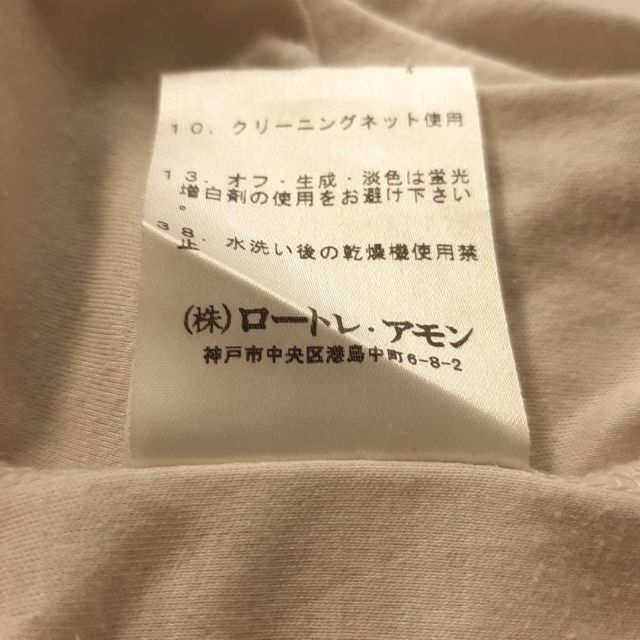 10. クリーニングネット使用
13. オフ・生成・淡色は蛍光
増白剤の使用をお避け下さい
。
38. 水洗い後の乾燥機使用禁
止
(株)ロートレ・アモン
神戸市中央区港島中町6-8-2